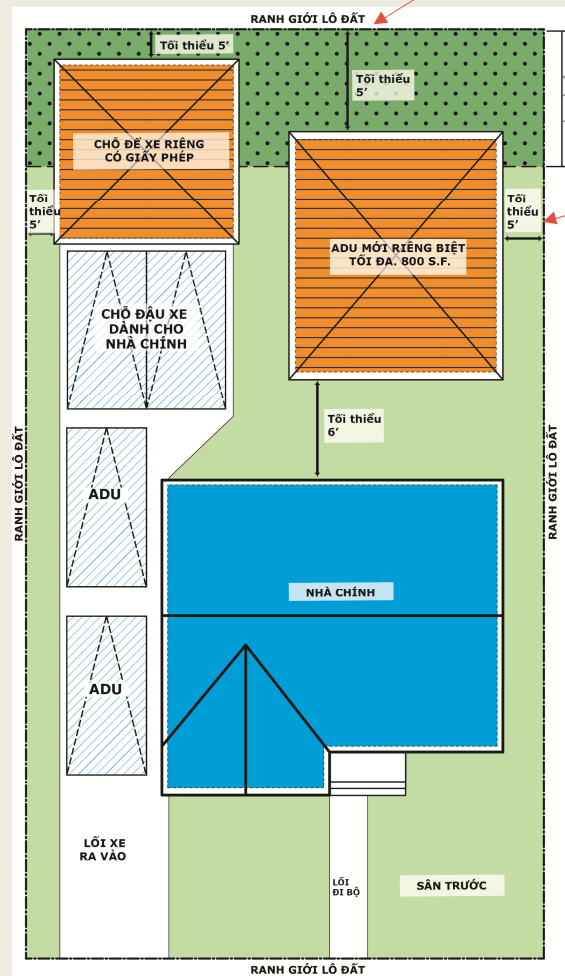 RANH GIỚI LÔ ĐẤT
Tối thiểu 5’
Tối thiểu
5’
CHỖ ĐỂ XE RIÊNG
CÓ GIẤY PHÉP
Tối
thiểu
5’
Tối
thiểu
5’
ADU MỚI RIÊNG BIỆT
TỐI ĐA. 800 S.F.
CHỖ ĐẬU XE
DÀNH CHO
NHÀ CHÍNH
Tối thiểu
6’
RANH GIỚI LÔ ĐẤT
RANH GIỚI LÔ ĐẤT
ADU
NHÀ CHÍNH
ADU
LỐI XE
RA VÀO
LỐI
ĐI BỘ
SÂN TRƯỚC
RANH GIỚI LÔ ĐẤT